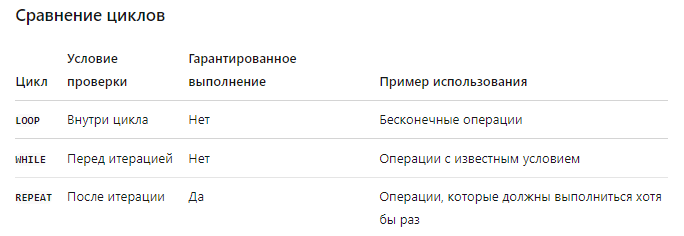 Сравнение циклов
Условие Гарантированное
Цикл проверки выполнение Пример использования
LOOP Внутри цикла Нет Бесконечные операции
WHILE Перед итерацией Нет Операции с известным условием
REPEAT После итерации Да Операции, которые должны выполниться хотя
бы раз